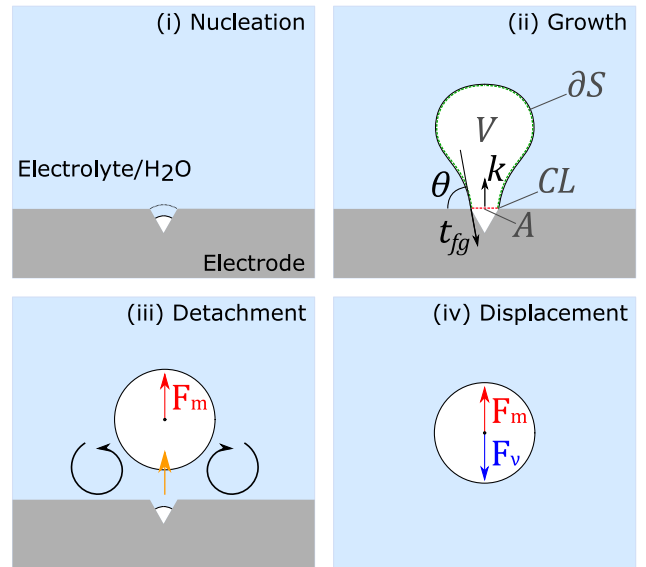 (i) Nucleation
Electrolyte/H₂O
Electrode
(ii) Growth
∂S
V
k
θ
CL
A
t_fg
(iii) Detachment
F_m
(iv) Displacement
F_m
F_ν